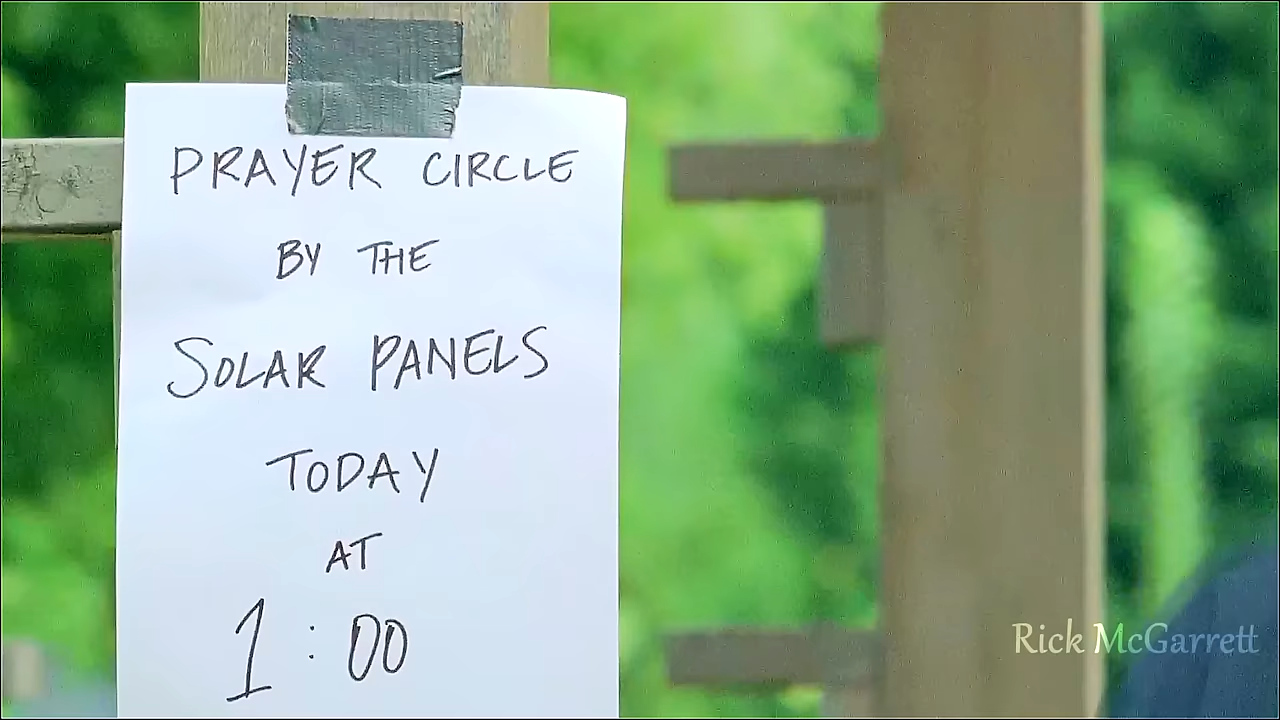 PRAYER CIRCLE
BY THE
SOLAR PANELS
TODAY
AT
1:00
Rick McGarrett